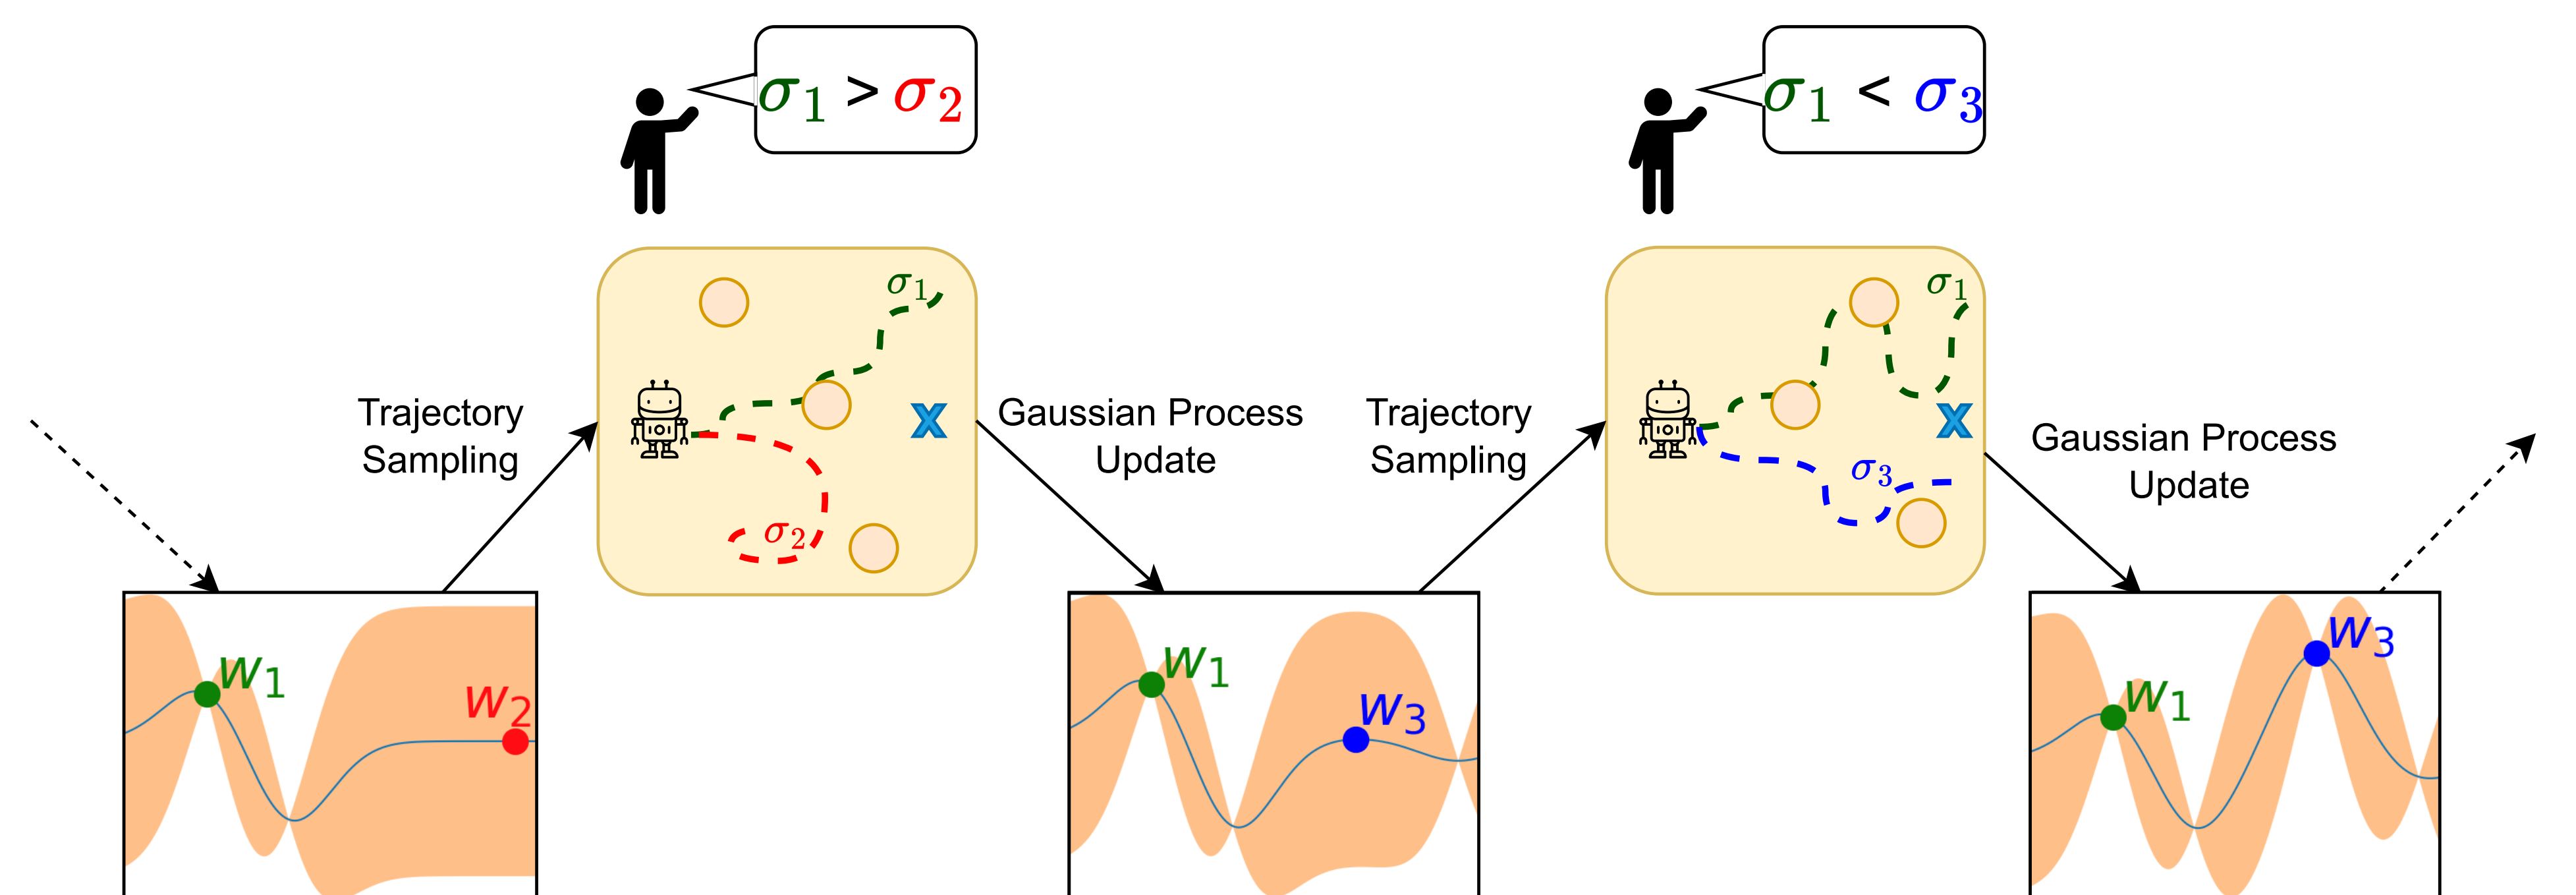 σ₁ > σ₂
σ₁ < σ₃
σ₁
σ₂
X
σ₁
σ₃
X
Trajectory
Sampling
Gaussian Process
Update
Trajectory
Sampling
Gaussian Process
Update
w₁
w₂
w₁
w₃
w₁
w₃